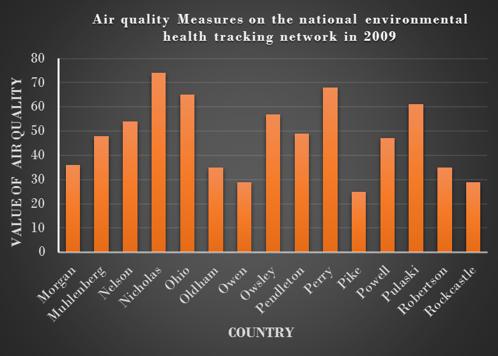 Air quality Measures on the national environmental
health tracking network in 2009
VALUE OF AIR QUALITY
80
70
60
50
40
30
20
10
0
Morgan
Muhlenberg
Nelson
Nicholas
Ohio
Oldham
Owen
Owsley
Pendleton
Perry
Pike
Powell
Pulaski
Robertson
Rockcastle
COUNTRY